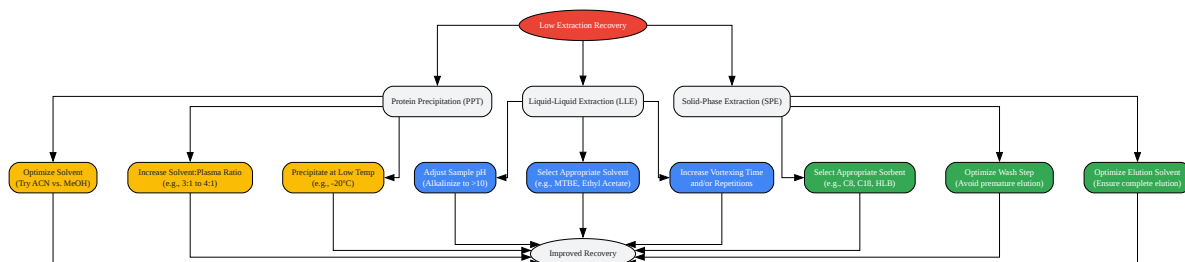 Low Extraction Recovery
Protein Precipitation (PPT)
Liquid-Liquid Extraction (LLE)
Solid-Phase Extraction (SPE)
Optimize Solvent
(Try ACN vs. MeOH)
Increase Solvent:Plasma Ratio
(e.g., 3:1 to 4:1)
Precipitate at Low Temp
(e.g., -20°C)
Adjust Sample pH
(Alkalinize to >10)
Select Appropriate Solvent
(e.g., MTBE, Ethyl Acetate)
Increase Vortexing Time
and/or Repetitions
Select Appropriate Sorbent
(e.g., C8, C18, HLB)
Optimize Wash Step
(Avoid premature elution)
Optimize Elution Solvent
(Ensure complete elution)
Improved Recovery